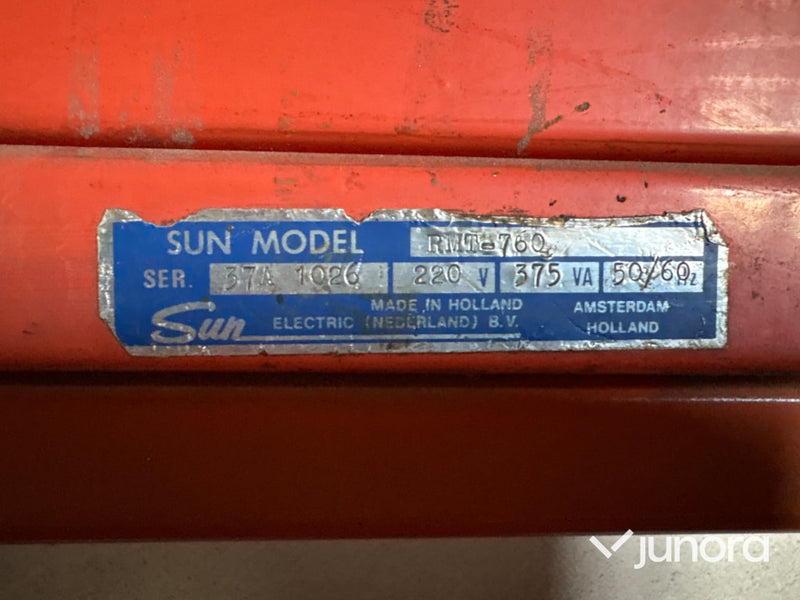 SUN MODEL RMT-760
SER. 37A 1026 220 V 375 VA 50/60 HZ
MADE IN HOLLAND AMSTERDAM
Sun ELECTRIC (NEDERLAND) B.V. HOLLAND
junora